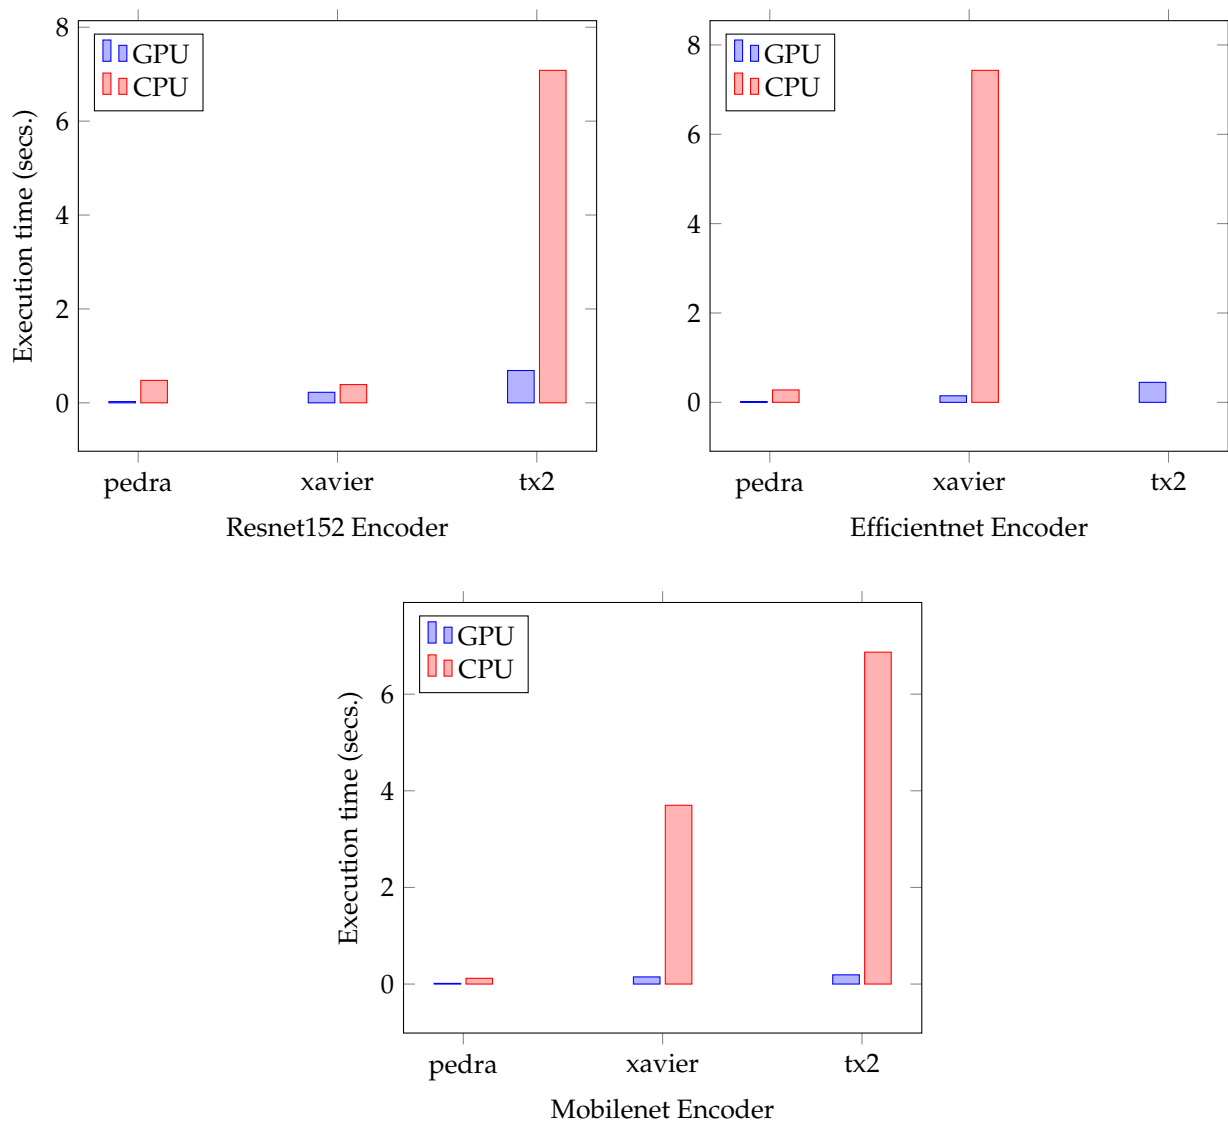 GPU
CPU
8
6
4
2
0
Execution time (secs.)
pedra xavier tx2
Resnet152 Encoder
GPU
CPU
8
6
4
2
0
pedra xavier tx2
Efficientnet Encoder
GPU
CPU
6
4
2
0
Execution time (secs.)
pedra xavier tx2
Mobilenet Encoder